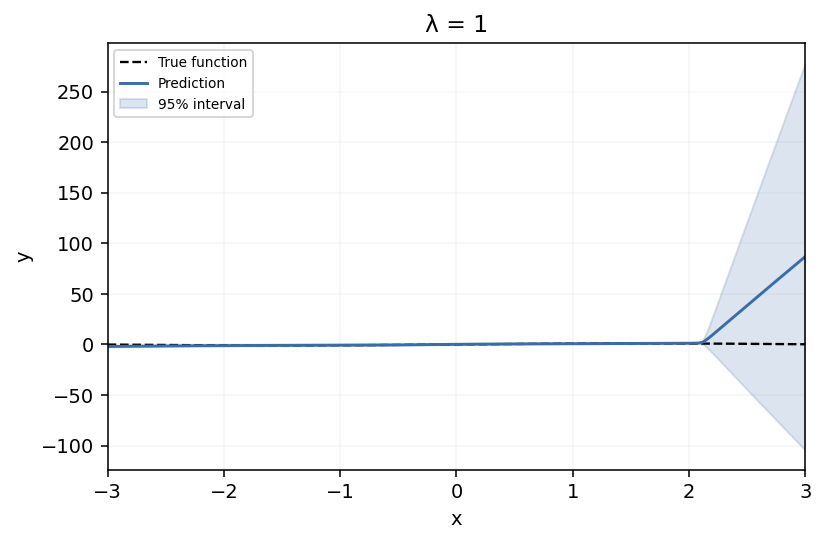 λ = 1
True function
Prediction
95% interval
250
200
150
100
50
0
−50
−100
y
−3 −2 −1 0 1 2 3
x